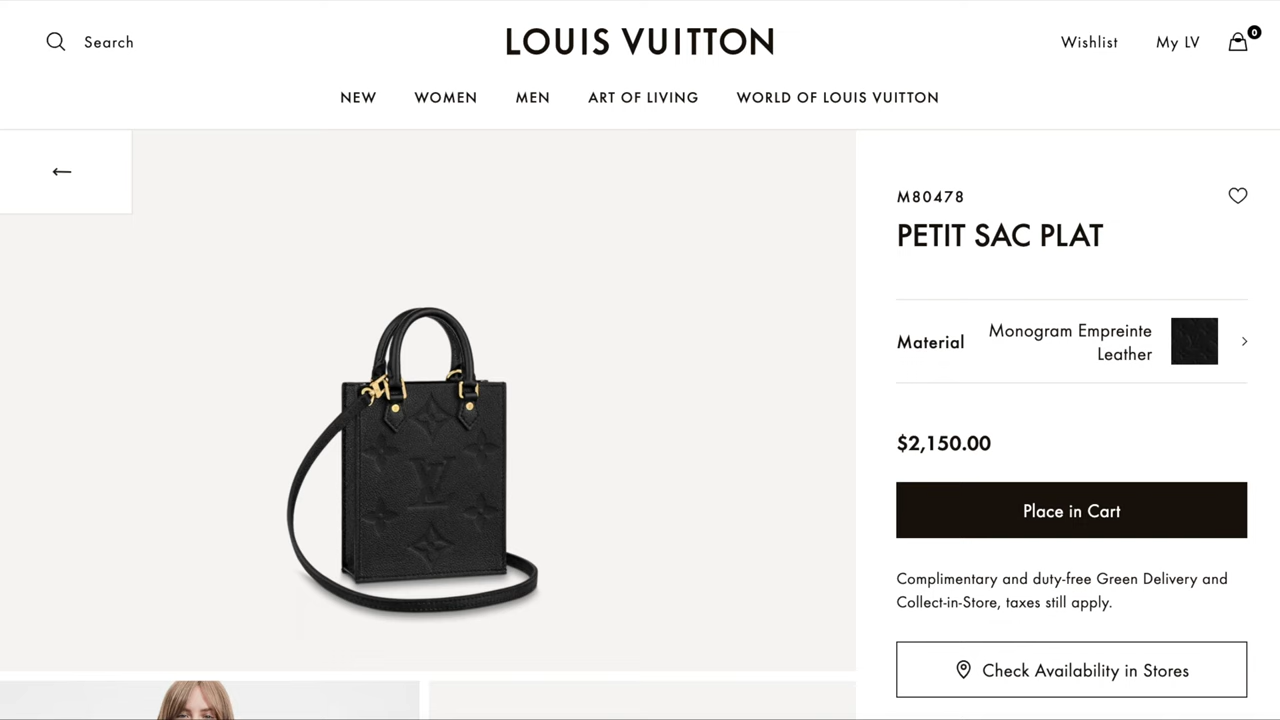 Search
LOUIS VUITTON
Wishlist
My LV
0
NEW
WOMEN
MEN
ART OF LIVING
WORLD OF LOUIS VUITTON
M80478
PETIT SAC PLAT
Material
Monogram Empreinte
Leather
$2,150.00
Place in Cart
Complimentary and duty-free Green Delivery and
Collect-in-Store, taxes still apply.
Check Availability in Stores
LV